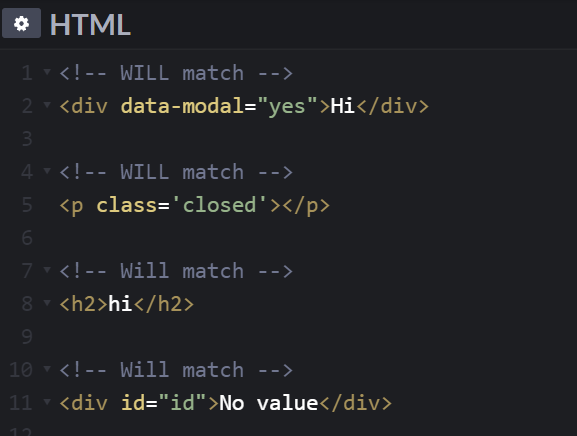 HTML
1 <!-- WILL match -->
2 <div data-modal="yes">Hi</div>
3
4 <!-- WILL match -->
5 <p class='closed'></p>
6
7 <!-- Will match -->
8 <h2>hi</h2>
9
10 <!-- Will match -->
11 <div id="id">No value</div>
12